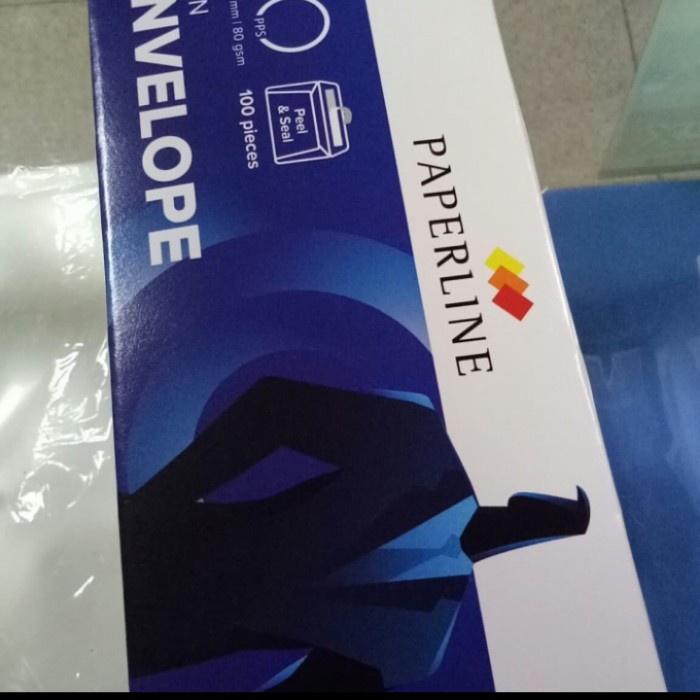 PAPERLINE
PPS
mm | 80 gsm
Peel
& Seal
100 pieces
N
NVELOPE